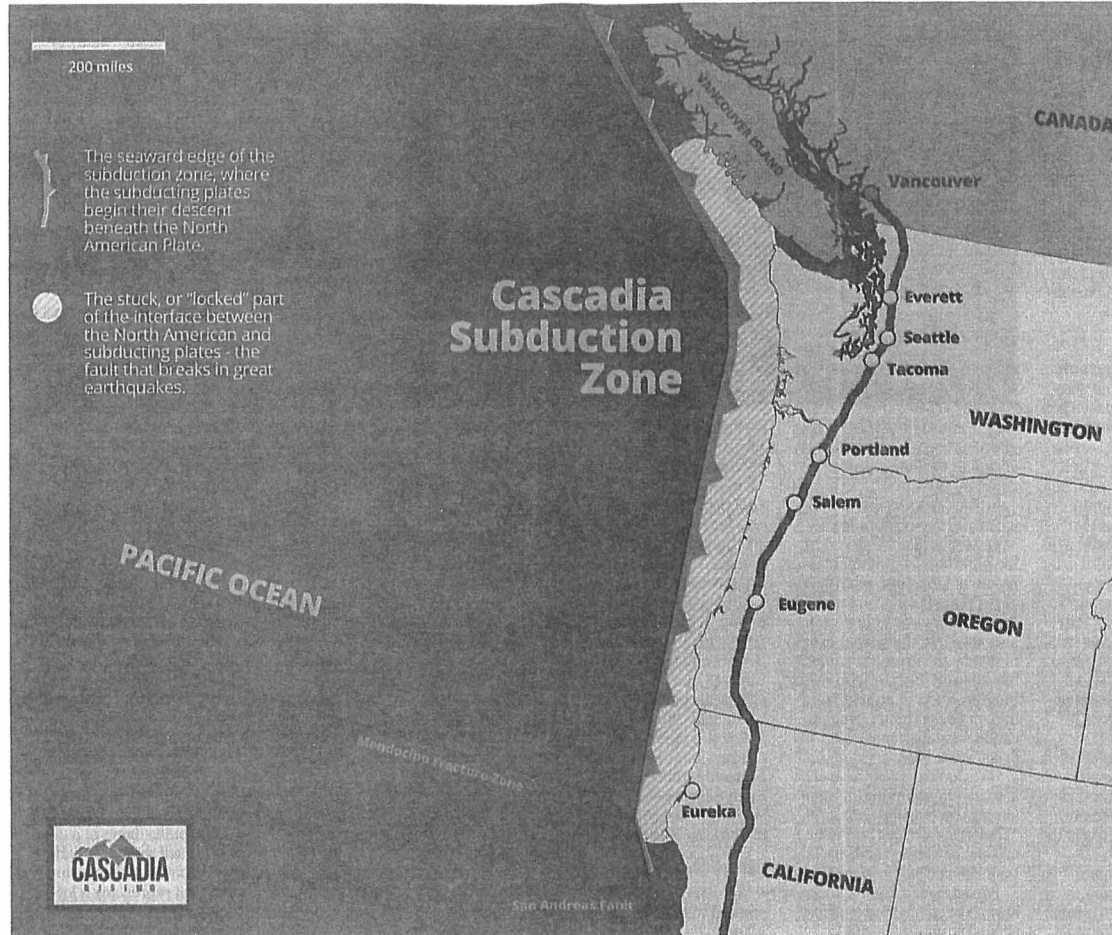 200 miles
The seaward edge of the
subduction zone, where
the subducting plates
begin their descent
beneath the North
American Plate.
The stuck, or "locked" part
of the interface between
the North American and
subducting plates - the
fault that breaks in great
earthquakes.
Cascadia
Subduction
Zone
PACIFIC OCEAN
Mendocino Fracture Zone
San Andreas Fault
CASCADIA
RISING
VANCOUVER ISLAND
CANADA
Vancouver
Everett
Seattle
Tacoma
WASHINGTON
Portland
Salem
Eugene
OREGON
Eureka
CALIFORNIA